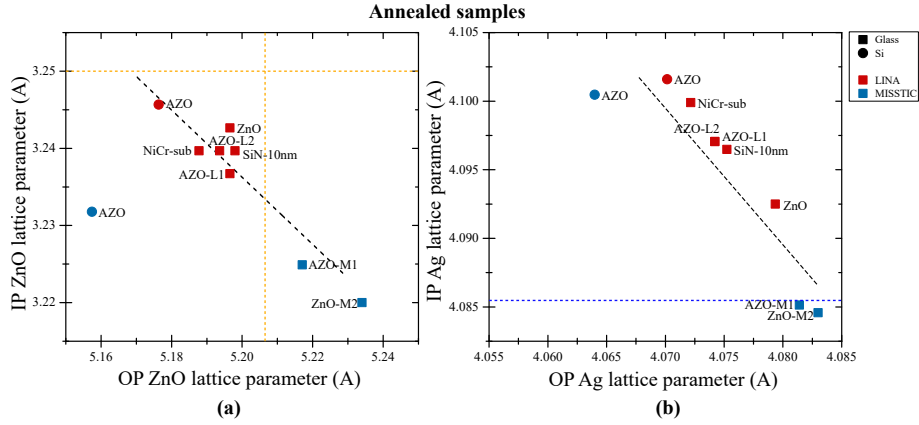 Annealed samples
3.25
3.24
3.23
3.22
IP ZnO lattice parameter (A)
AZO
ZnO
AZO-L2
NiCr-sub
SiN-10nm
AZO-L1
AZO
AZO-M1
ZnO-M2
5.16
5.18
5.20
5.22
5.24
OP ZnO lattice parameter (A)
(a)
4.105
4.100
4.095
4.090
4.085
4.080
IP Ag lattice parameter (A)
AZO
AZO
NiCr-sub
AZO-L2
AZO-L1
SiN-10nm
ZnO
AZO-M1
ZnO-M2
4.055
4.060
4.065
4.070
4.075
4.080
4.085
OP Ag lattice parameter (A)
(b)
Glass
Si
LINA
MISSTIC